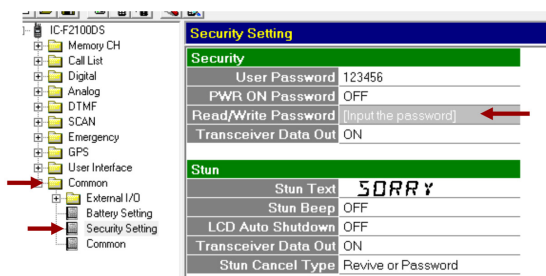 IC-F2100DS
Memory CH
Call List
Digital
Analog
DTMF
SCAN
Emergency
GPS
User Interface
Common
External I/O
Battery Setting
Security Setting
Common
Security Setting
Security
User Password 123456
PWR ON Password OFF
Read/Write Password [Input the password]
Transceiver Data Out ON
Stun
Stun Text SORRY
Stun Beep OFF
LCD Auto Shutdown OFF
Transceiver Data Out ON
Stun Cancel Type Revive or Password